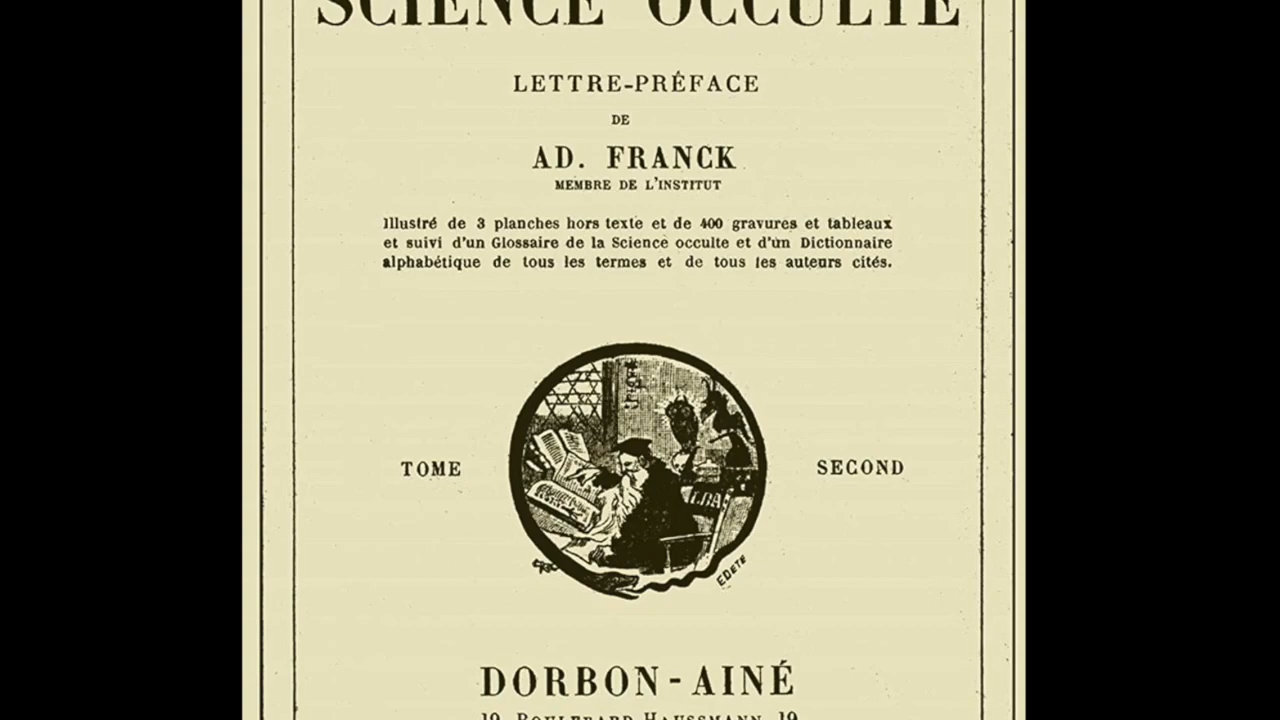 SCIENCE OCCULTE
LETTRE-PRÉFACE
DE
AD. FRANCK
MEMBRE DE L'INSTITUT
Illustré de 3 planches hors texte et de 400 gravures et tableaux
et suivi d'un Glossaire de la Science occulte et d'un Dictionnaire
alphabétique de tous les termes et de tous les auteurs cités.
TOME
SECOND
EDETE
DORBON-AINÉ
19, BOULEVARD HAUSSMANN, 19